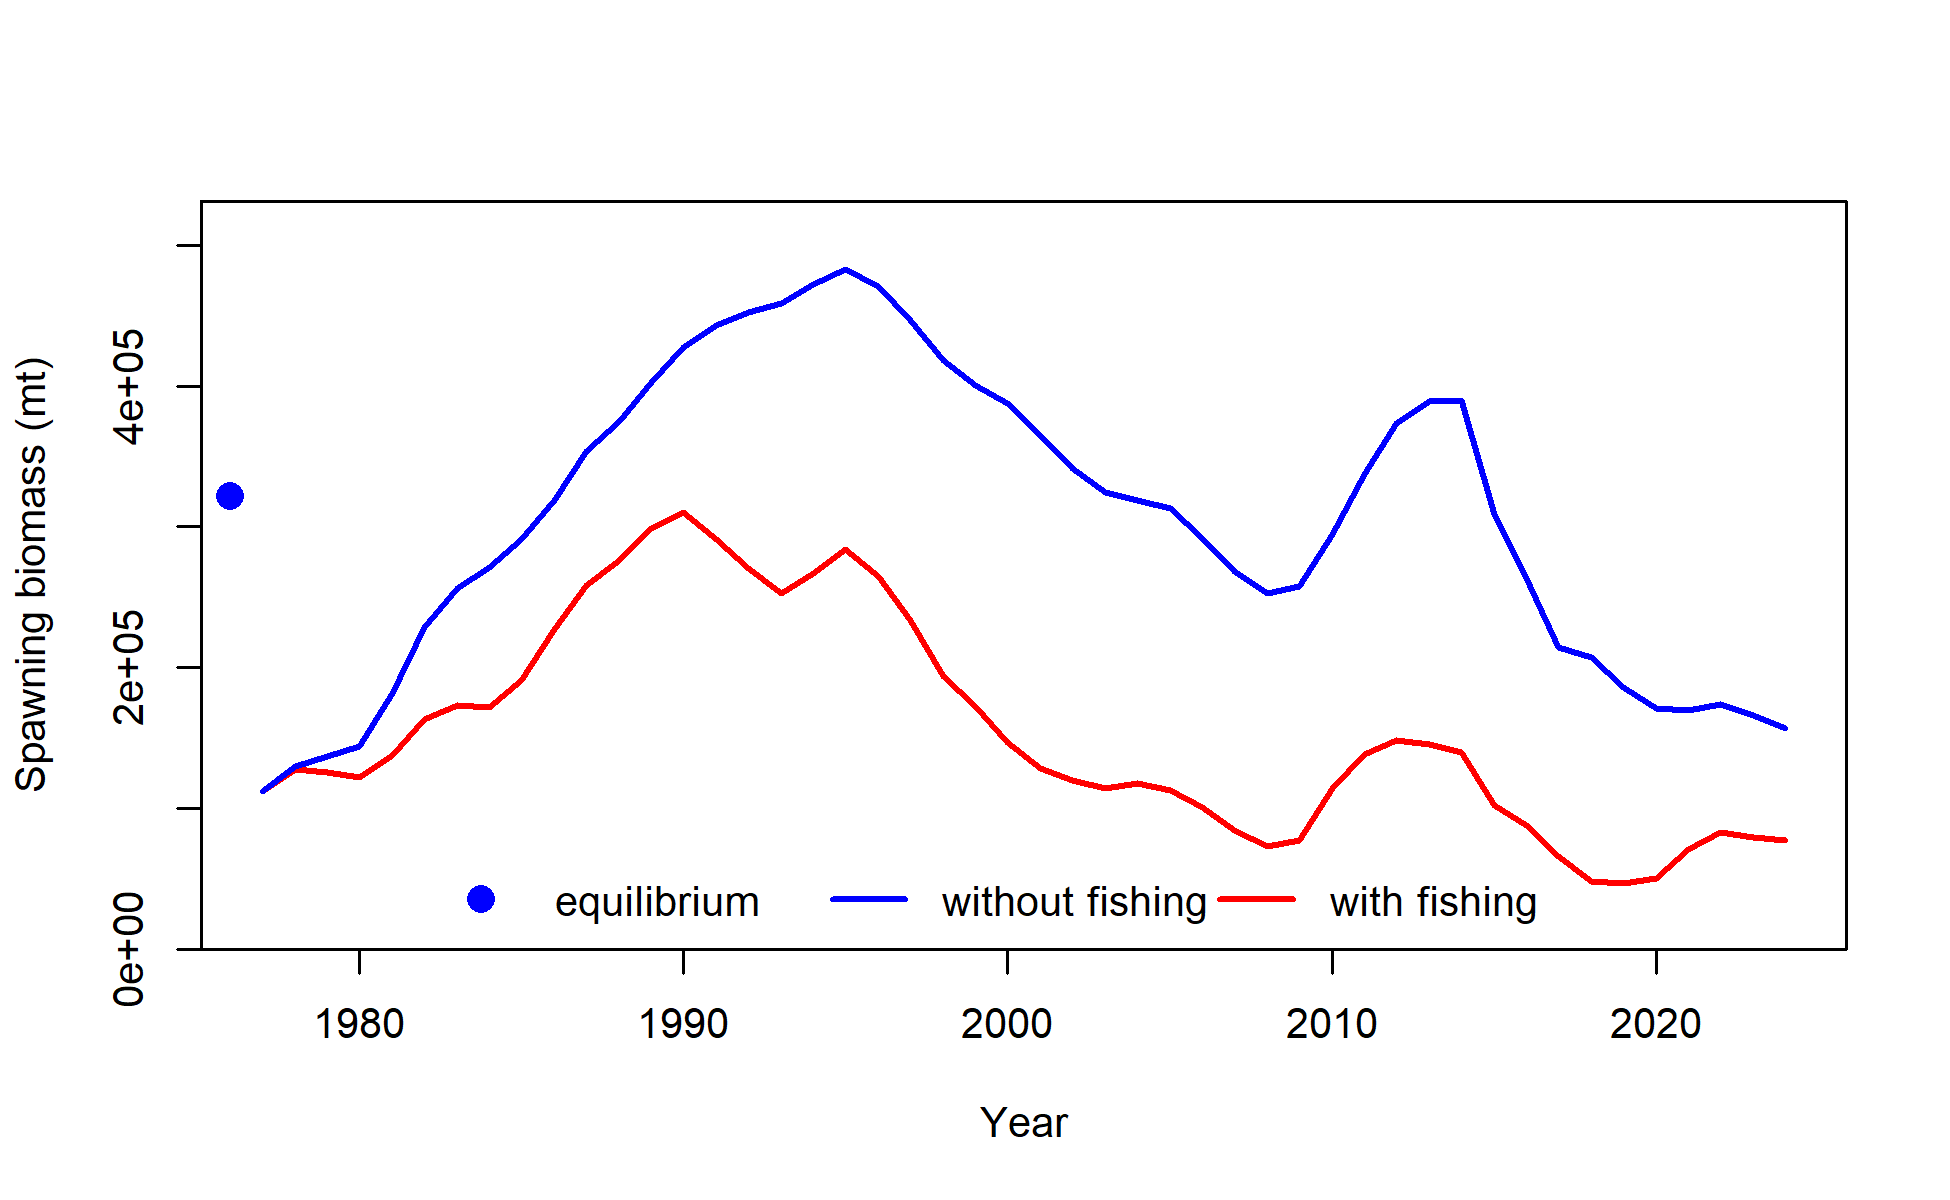 Spawning biomass (mt)
4e+05
2e+05
0e+00
equilibrium without fishing with fishing
1980 1990 2000 2010 2020
Year